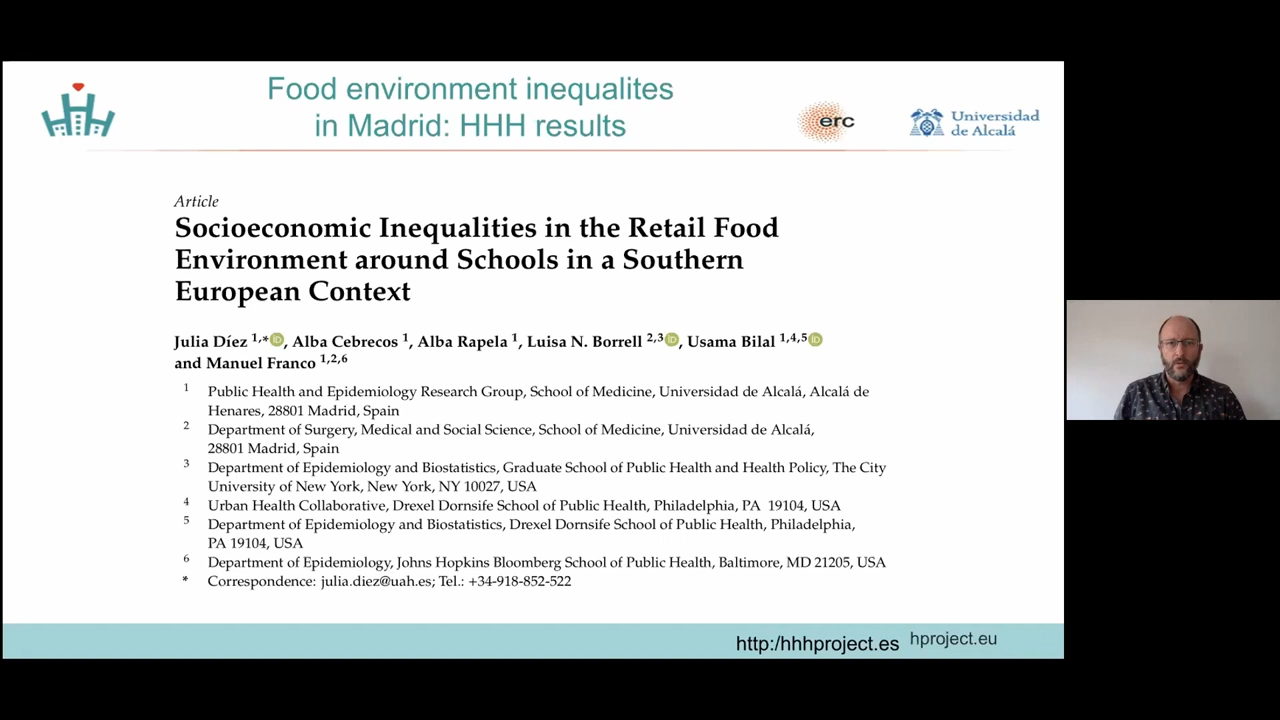 Food environment inequalites
in Madrid: HHH results
erc
Universidad
de Alcalá
Article
Socioeconomic Inequalities in the Retail Food
Environment around Schools in a Southern
European Context
Julia Díez 1,* iD, Alba Cebrecos 1, Alba Rapela 1, Luisa N. Borrell 2,3 iD, Usama Bilal 1,4,5 iD
and Manuel Franco 1,2,6
1 Public Health and Epidemiology Research Group, School of Medicine, Universidad de Alcalá, Alcalá de
Henares, 28801 Madrid, Spain
2 Department of Surgery, Medical and Social Science, School of Medicine, Universidad de Alcalá,
28801 Madrid, Spain
3 Department of Epidemiology and Biostatistics, Graduate School of Public Health and Health Policy, The City
University of New York, New York, NY 10027, USA
4 Urban Health Collaborative, Drexel Dornsife School of Public Health, Philadelphia, PA 19104, USA
5 Department of Epidemiology and Biostatistics, Drexel Dornsife School of Public Health, Philadelphia,
PA 19104, USA
6 Department of Epidemiology, Johns Hopkins Bloomberg School of Public Health, Baltimore, MD 21205, USA
* Correspondence: julia.diez@uah.es; Tel.: +34-918-852-522
http:/hhhproject.es hproject.eu